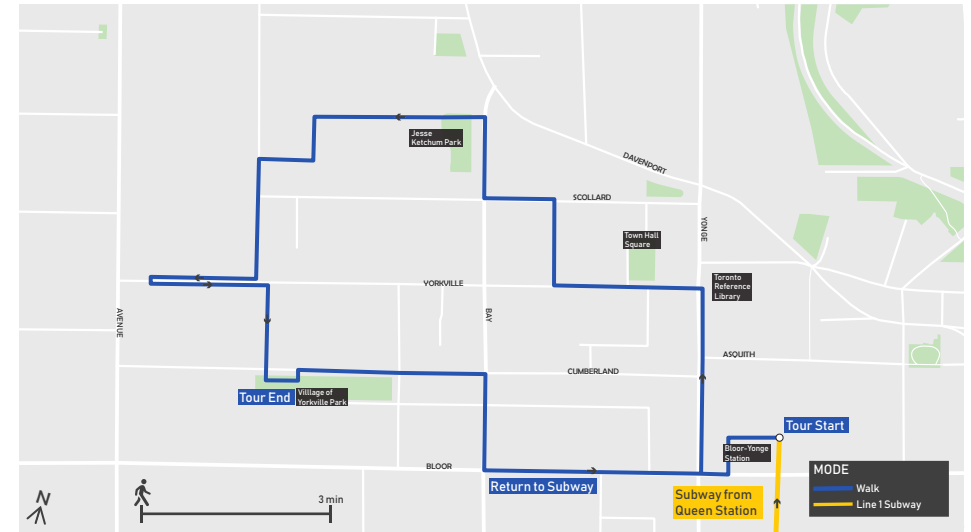 Jesse
Ketchum Park
DAVENPORT
SCOLLARD
YONGE
Town Hall
Square
Toronto
Reference
Library
YORKVILLE
AVENUE
BAY
ASQUITH
CUMBERLAND
Tour End
Villlage of
Yorkville Park
Tour Start
Bloor-Yonge
Station
BLOOR
Return to Subway
Subway from
Queen Station
MODE
Walk
Line 1 Subway
N
3 min